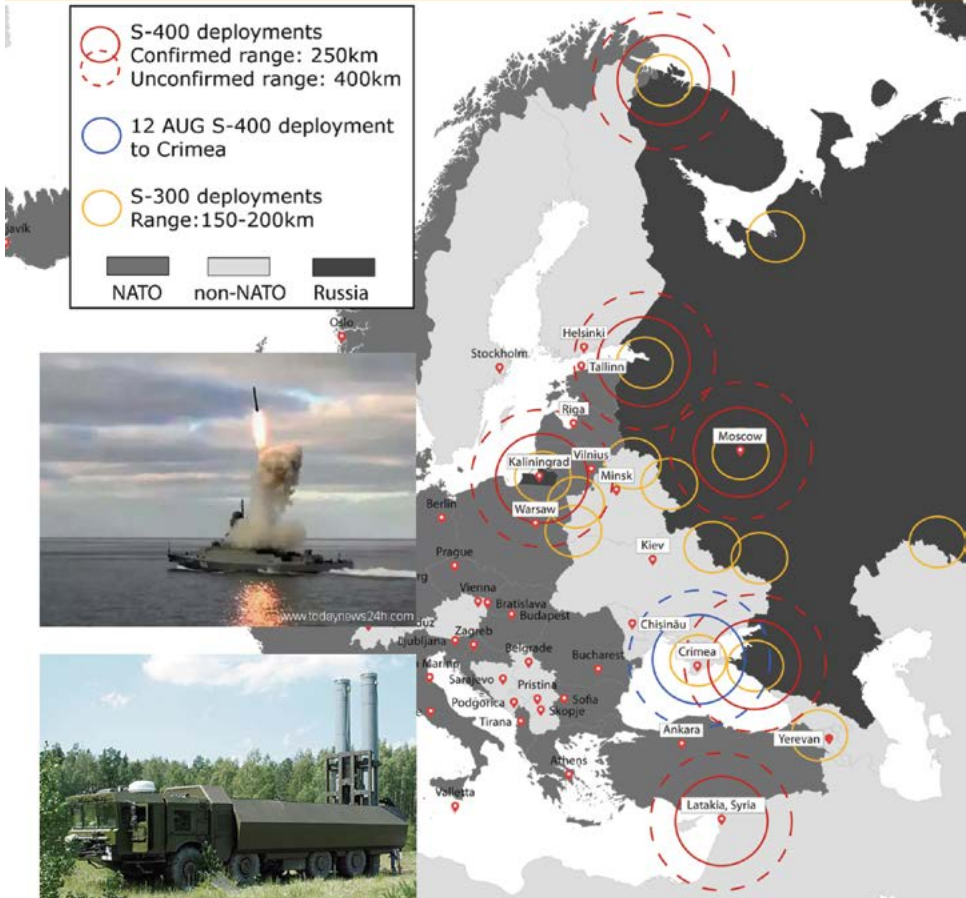 S-400 deployments
Confirmed range: 250km
Unconfirmed range: 400km
12 AUG S-400 deployment
to Crimea
S-300 deployments
Range:150-200km
NATO
non-NATO
Russia
Oslo
Helsinki
Stockholm
Tallinn
Riga
Moscow
Vilnius
Kaliningrad
Minsk
Warsaw
Berlin
Kiev
Prague
Vienna
Bratislava
Budapest
Chișinău
Ljubljana
Zagreb
Belgrade
Crimea
Bucharest
Sarajevo
Pristina
Sofia
Podgorica
Skopje
Tirana
Ankara
Yerevan
Athens
Valletta
Latakia, Syria
www.todeynews24h.com